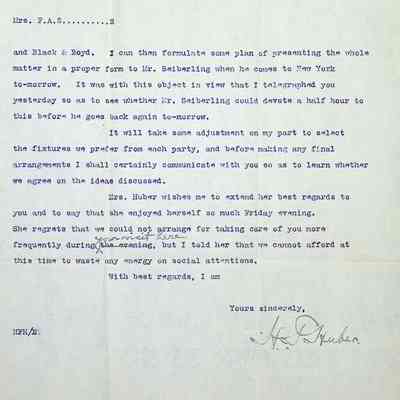 Mrs. F.A.S..........2
and Black & Boyd. I can then formulate some plan of presenting the whole
matter in a proper form to Mr. Seiberling when he comes to New York
to-morrow. It was with this object in view that I telegraphed you
yesterday so as to see whether Mr. Seiberling could devote a half hour to
this before he goes back again to-morrow.
It will take some adjustment on my part to select
the fixtures we prefer from each party, and before making any final
arrangements I shall certainly communicate with you so as to learn whether
we agree on the ideas discussed.
Mrs. Huber wishes me to extend her best regards to
you and to say that she enjoyed herself so much Friday evening.
She regrets that we could not arrange for taking care of you more
your visit here
frequently during the evening, but I told her that we cannot afford at
this time to waste any energy on social attentions.
With best regards, I am
Yours sincerely,
HFH/E.
H. F. Huber.